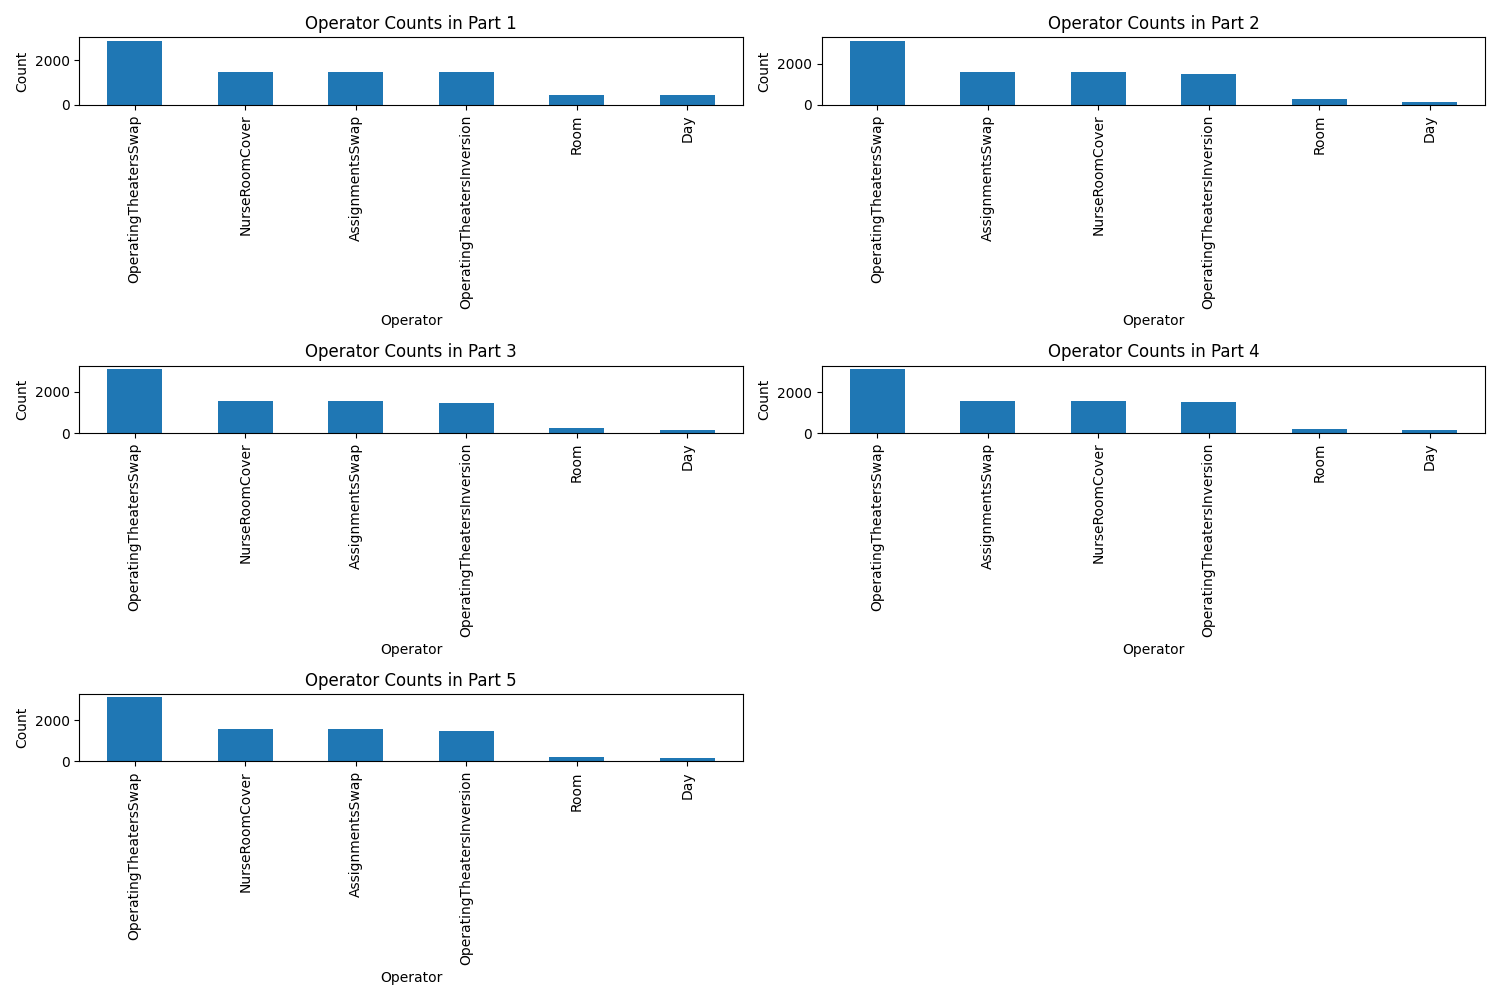 Operator Counts in Part 1
Count
2000
0
OperatingTheatersSwap
NurseRoomCover
AssignmentsSwap
OperatingTheatersInversion
Room
Day
Operator
Operator Counts in Part 2
Count
2000
0
OperatingTheatersSwap
AssignmentsSwap
NurseRoomCover
OperatingTheatersInversion
Room
Day
Operator
Operator Counts in Part 3
Count
2000
0
OperatingTheatersSwap
NurseRoomCover
AssignmentsSwap
OperatingTheatersInversion
Room
Day
Operator
Operator Counts in Part 4
Count
2000
0
OperatingTheatersSwap
AssignmentsSwap
NurseRoomCover
OperatingTheatersInversion
Room
Day
Operator
Operator Counts in Part 5
Count
2000
0
OperatingTheatersSwap
NurseRoomCover
AssignmentsSwap
OperatingTheatersInversion
Room
Day
Operator